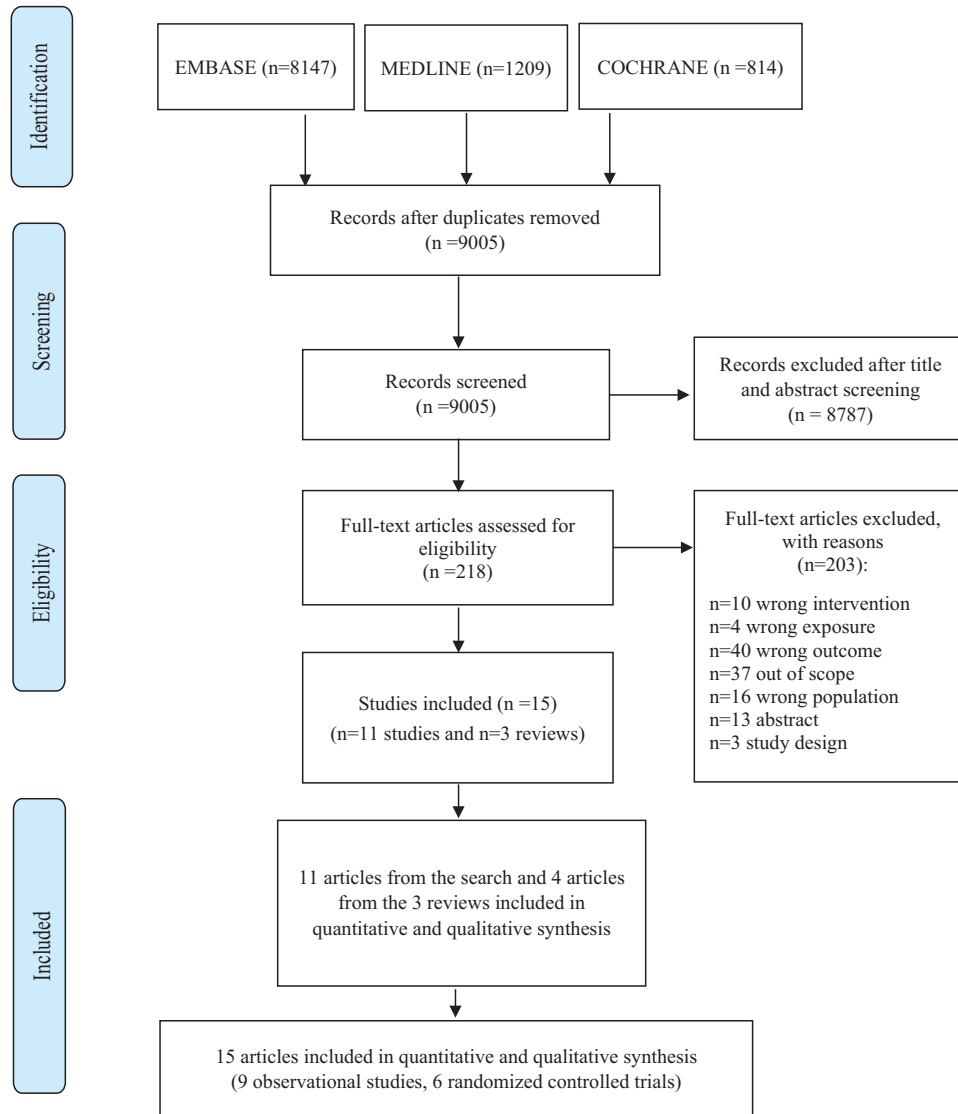 Identification
EMBASE (n=8147)
MEDLINE (n=1209)
COCHRANE (n =814)
Records after duplicates removed
(n =9005)
Screening
Records screened
(n =9005)
Records excluded after title
and abstract screening
(n = 8787)
Eligibility
Full-text articles assessed for
eligibility
(n =218)
Full-text articles excluded,
with reasons
(n=203):
n=10 wrong intervention
n=4 wrong exposure
n=40 wrong outcome
n=37 out of scope
n=16 wrong population
n=13 abstract
n=3 study design
Studies included (n =15)
(n=11 studies and n=3 reviews)
Included
11 articles from the search and 4 articles
from the 3 reviews included in
quantitative and qualitative synthesis
15 articles included in quantitative and qualitative synthesis
(9 observational studies, 6 randomized controlled trials)